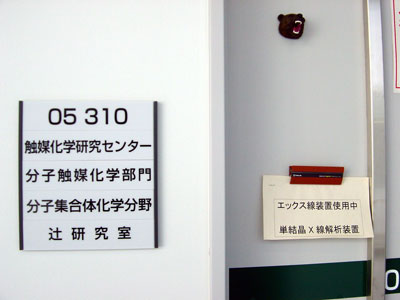 05 310
触媒化学研究センター
分子触媒化学部門
分子集合体化学分野
辻 研 究 室
エックス線装置使用中
単結晶X線解析装置
0